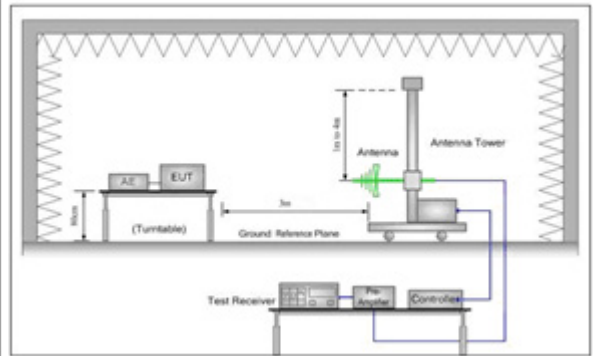 1m to 4m
Antenna
Antenna Tower
AE
EUT
80cm
(Turntable)
3m
Ground Reference Plane
Test Receiver
Pre-
Amplifier
Controller